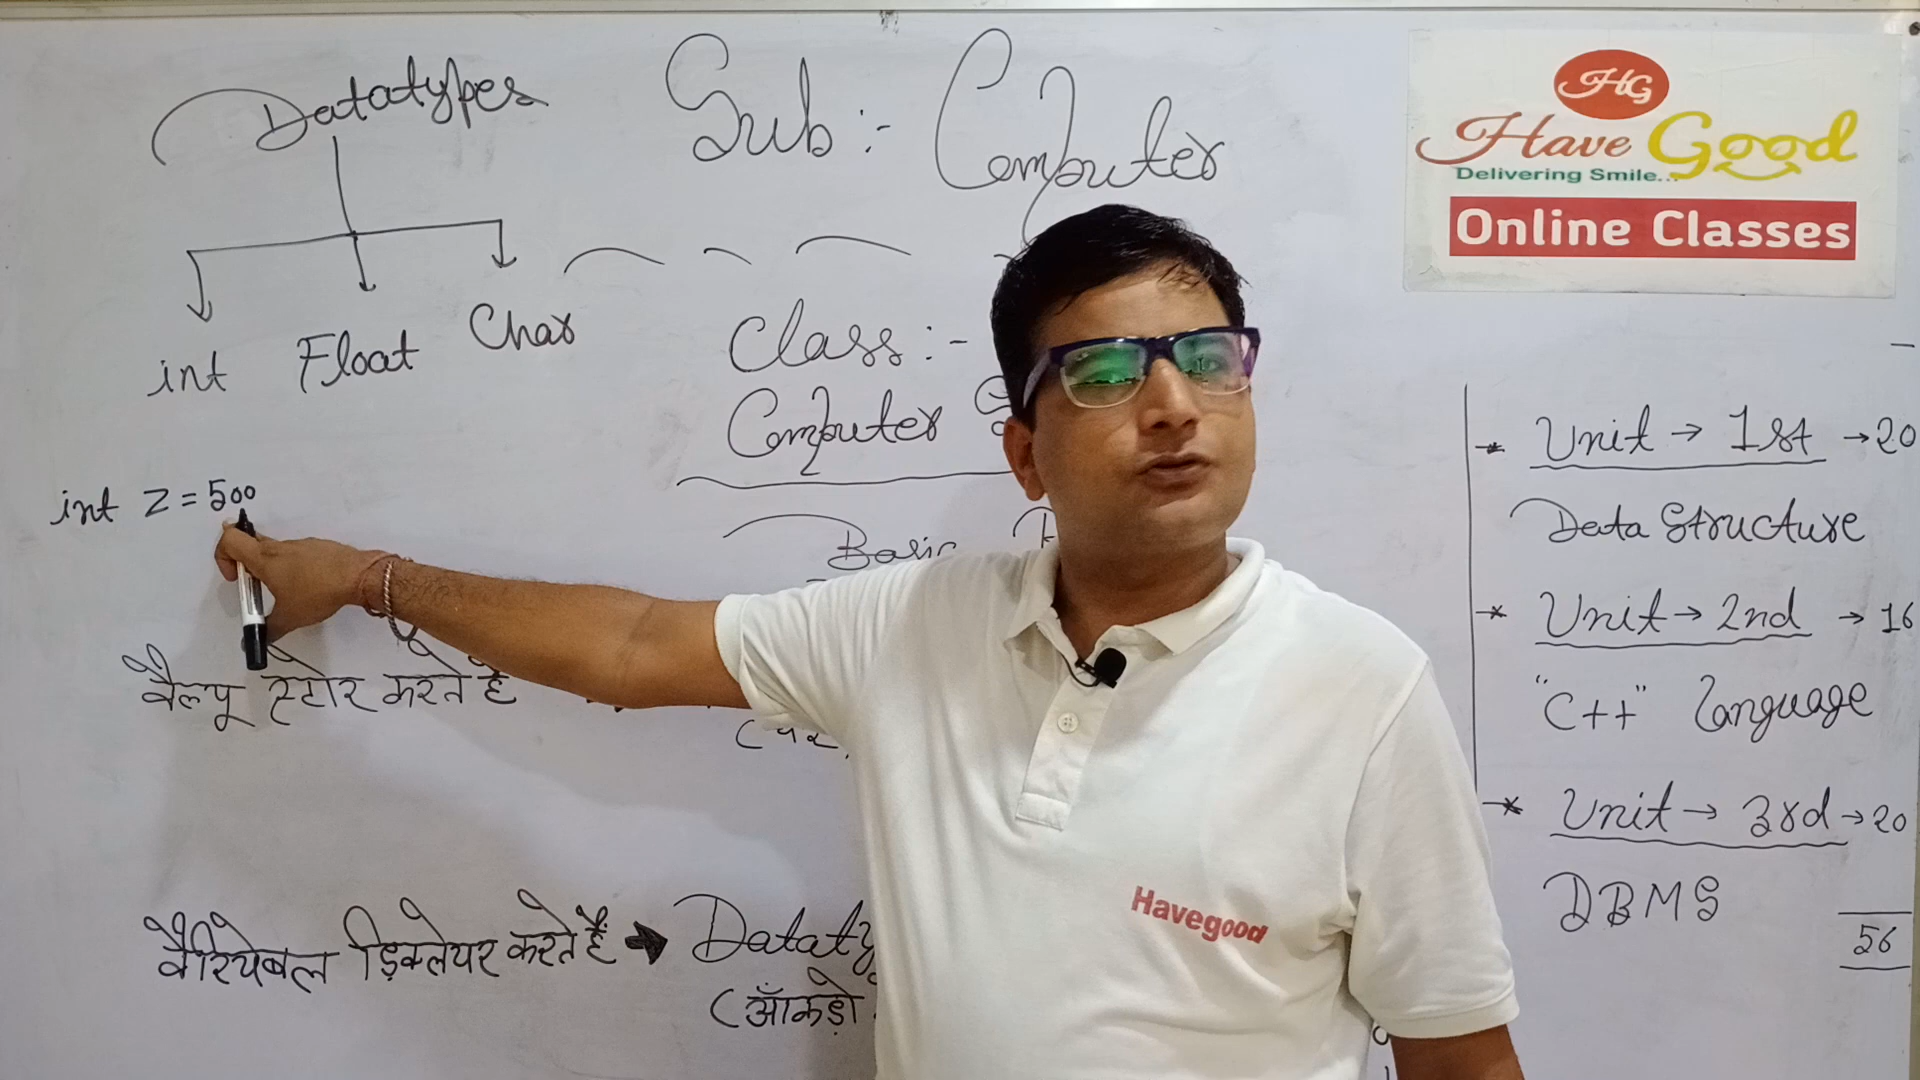 Datatypes
int Float Char
int Z = 500
वैल्यू स्टोर करते है
वैरियेबल डिक्लेयर करते हैं →
(आँकड़ो
Sub:- Computer
Class:-
Computer
Basic
HG
Have Good
Delivering Smile...
Online Classes
* Unit → 1st → 20
Data Structure
* Unit → 2nd → 16
"C++" Language
* Unit → 3rd → 20
DBMS
56
Havegood